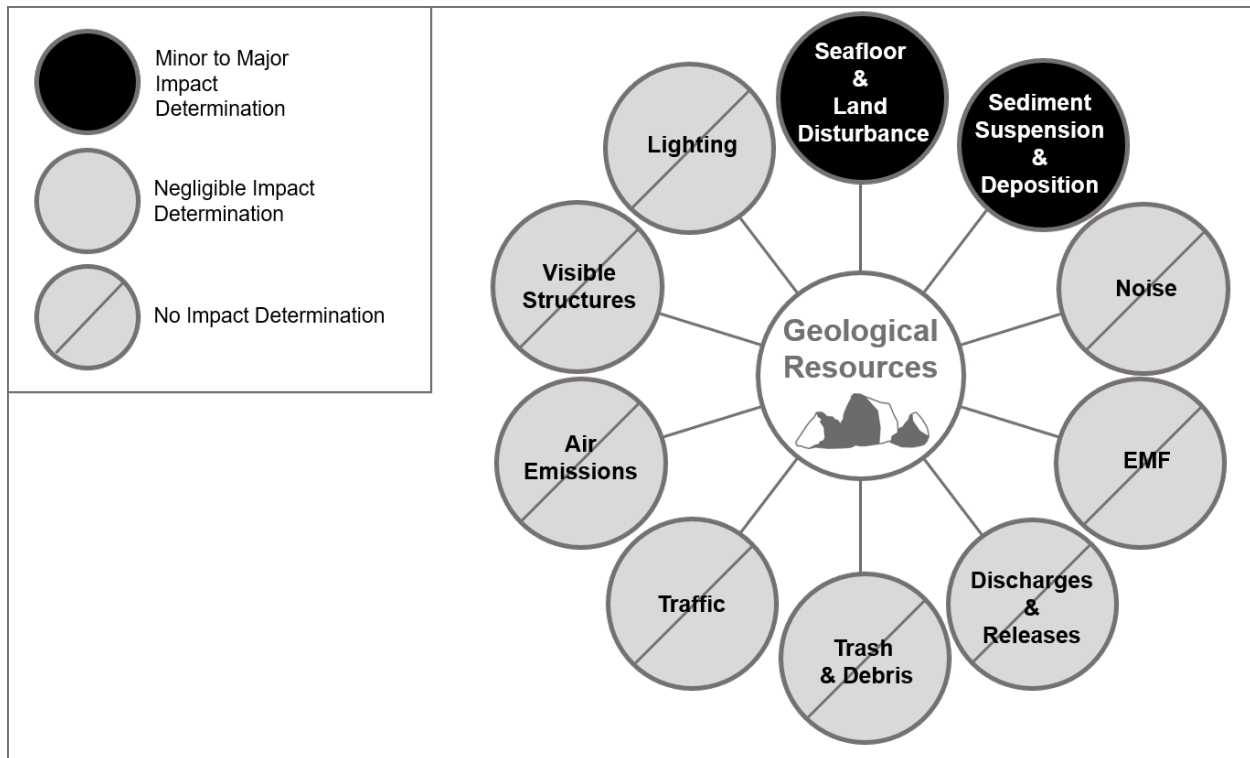 Minor to Major
Impact
Determination
Negligible Impact
Determination
No Impact Determination
Seafloor
&
Land
Disturbance
Sediment
Suspension
&
Deposition
Noise
EMF
Discharges
&
Releases
Trash
& Debris
Traffic
Air
Emissions
Visible
Structures
Lighting
Geological
Resources